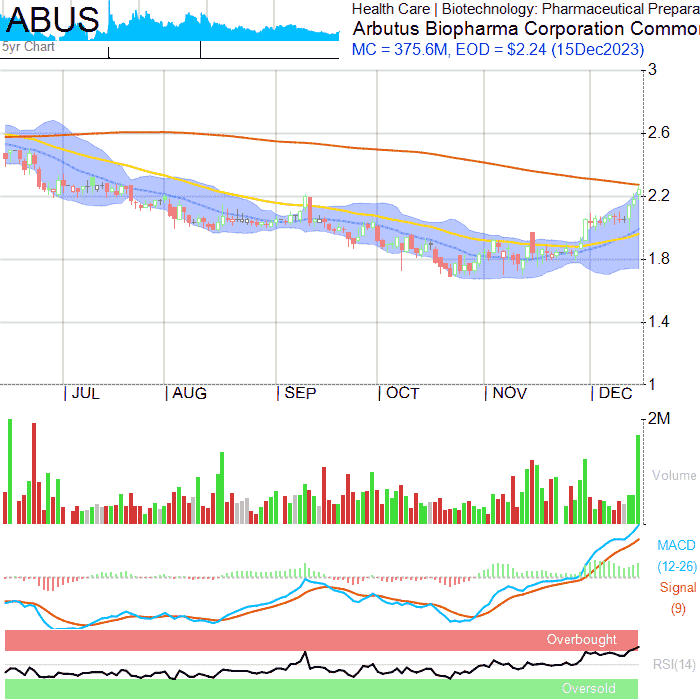 ABUS
5yr Chart
Health Care | Biotechnology: Pharmaceutical Prepara
Arbutus Biopharma Corporation Common
MC = 375.6M, EOD = $2.24 (15Dec2023)
3
2.6
2.2
1.8
1.4
1
JUL AUG SEP OCT NOV DEC
2M
Volume
MACD
(12-26)
Signal
(9)
Overbought
RSI(14)
Oversold